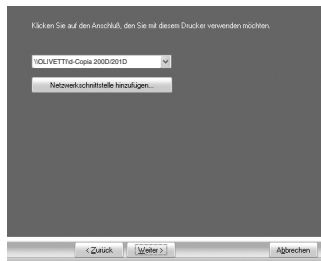 Klicken Sie auf den Anschluß, den Sie mit diesem Drucker verwenden möchten.
\\OLIVETTI\d-Copia 200D/201D
Netzwerkschnittstelle hinzufügen...
< Zurück
Weiter >
Abbrechen